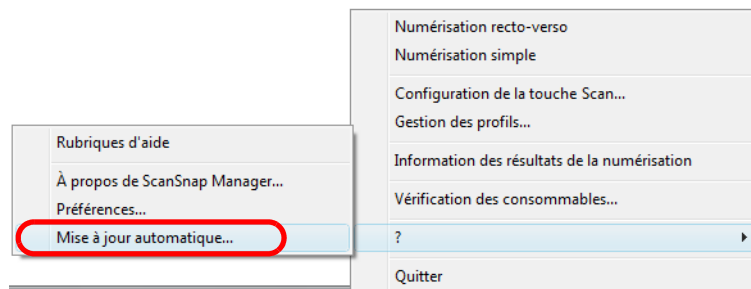 Numérisation recto-verso
Numérisation simple
Configuration de la touche Scan...
Gestion des profils...
Information des résultats de la numérisation
Vérification des consommables...
?
Quitter
Rubriques d'aide
À propos de ScanSnap Manager...
Préférences...
Mise à jour automatique...